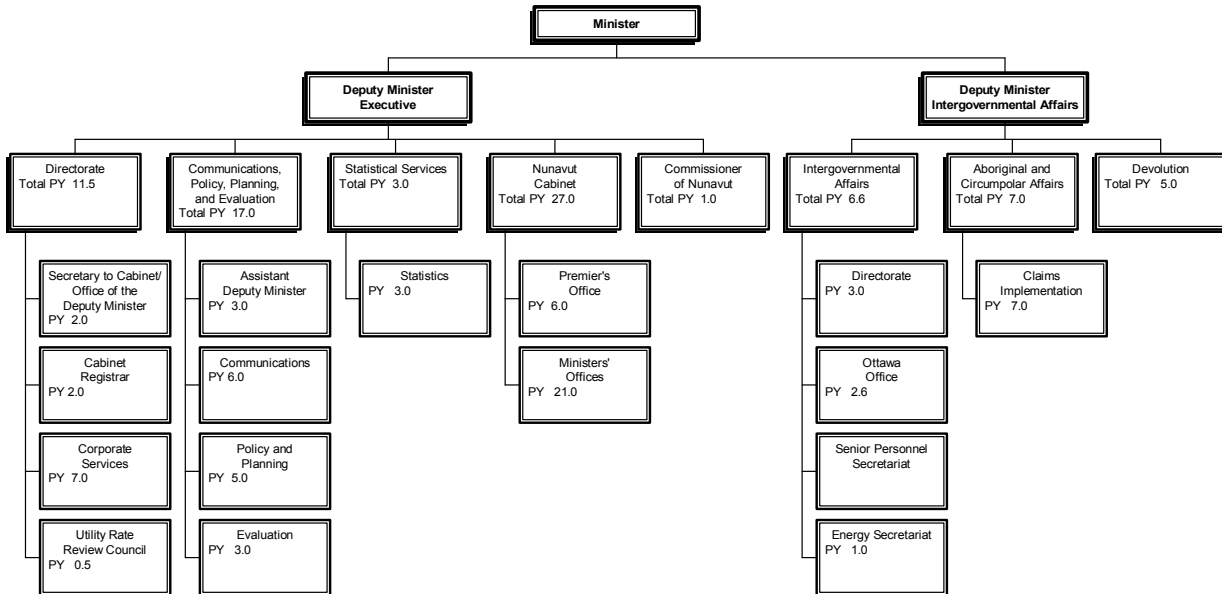 Minister
Deputy Minister
Executive
Deputy Minister
Intergovernmental Affairs
Directorate
Total PY 11.5
Communications,
Policy, Planning,
and Evaluation
Total PY 17.0
Statistical Services
Total PY 3.0
Nunavut
Cabinet
Total PY 27.0
Commissioner
of Nunavut
Total PY 1.0
Intergovernmental
Affairs
Total PY 6.6
Aboriginal and
Circumpolar Affairs
Total PY 7.0
Devolution
Total PY 5.0
Secretary to Cabinet/
Office of the
Deputy Minister
PY 2.0
Assistant
Deputy Minister
PY 3.0
Statistics
PY 3.0
Premier's
Office
PY 6.0
Directorate
PY 3.0
Claims
Implementation
PY 7.0
Cabinet
Registrar
PY 2.0
Communications
PY 6.0
Ministers'
Offices
PY 21.0
Ottawa
Office
PY 2.6
Corporate
Services
PY 7.0
Policy and
Planning
PY 5.0
Senior Personnel
Secretariat
Utility Rate
Review Council
PY 0.5
Evaluation
PY 3.0
Energy Secretariat
PY 1.0